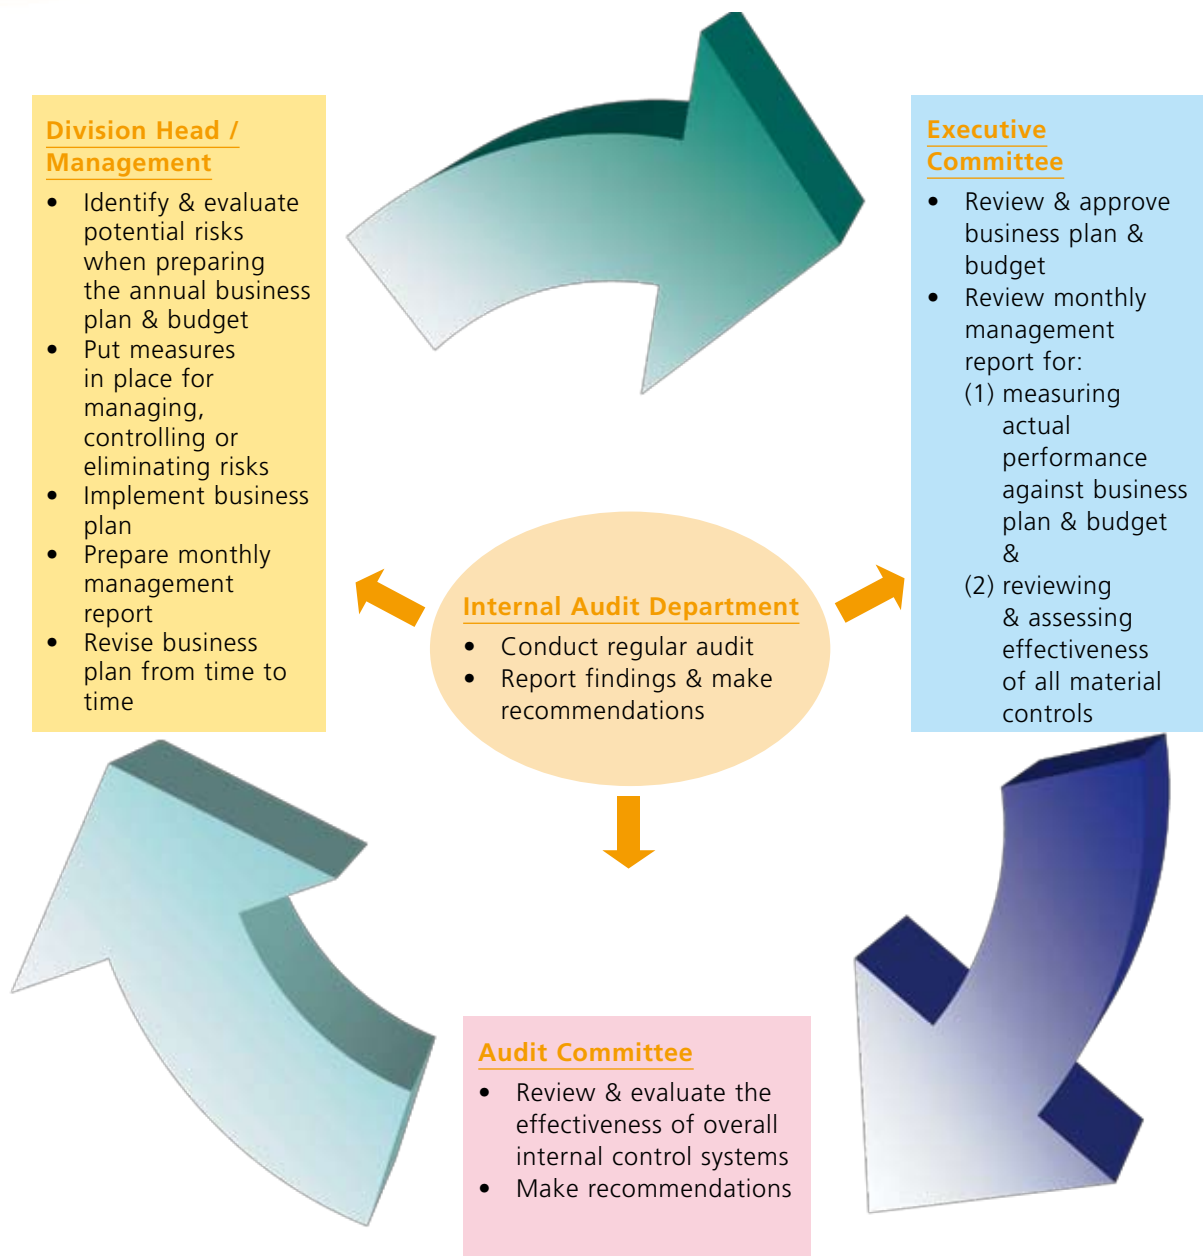 Division Head /
Management
• Identify & evaluate
potential risks
when preparing
the annual business
plan & budget
• Put measures
in place for
managing,
controlling or
eliminating risks
• Implement business
plan
• Prepare monthly
management
report
• Revise business
plan from time to
time
Executive
Committee
• Review & approve
business plan &
budget
• Review monthly
management
report for:
(1) measuring
actual
performance
against business
plan & budget
&
(2) reviewing
& assessing
effectiveness
of all material
controls
Internal Audit Department
• Conduct regular audit
• Report findings & make
recommendations
Audit Committee
• Review & evaluate the
effectiveness of overall
internal control systems
• Make recommendations